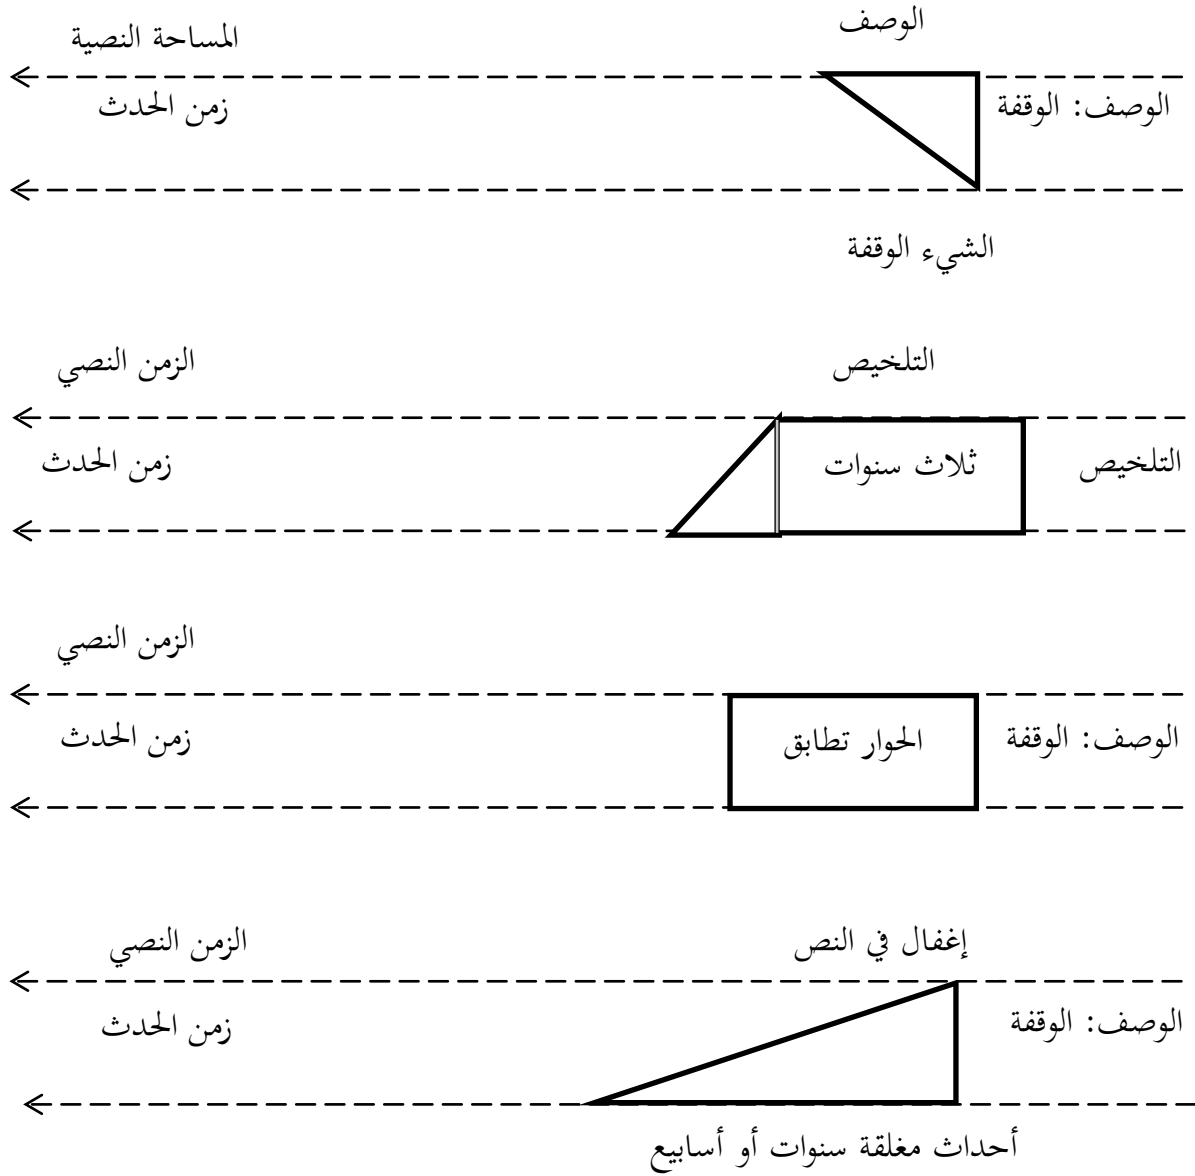 الوصف
المساحة النصية
الوصف: الوقفة
زمن الحدث
الشيء الوقفة
التلخيص
الزمن النصي
التلخيص
ثلاث سنوات
زمن الحدث
الزمن النصي
الوصف: الوقفة
الحوار تطابق
زمن الحدث
إغفال في النص
الزمن النصي
الوصف: الوقفة
زمن الحدث
أحداث مغلقة سنوات أو أسابيع